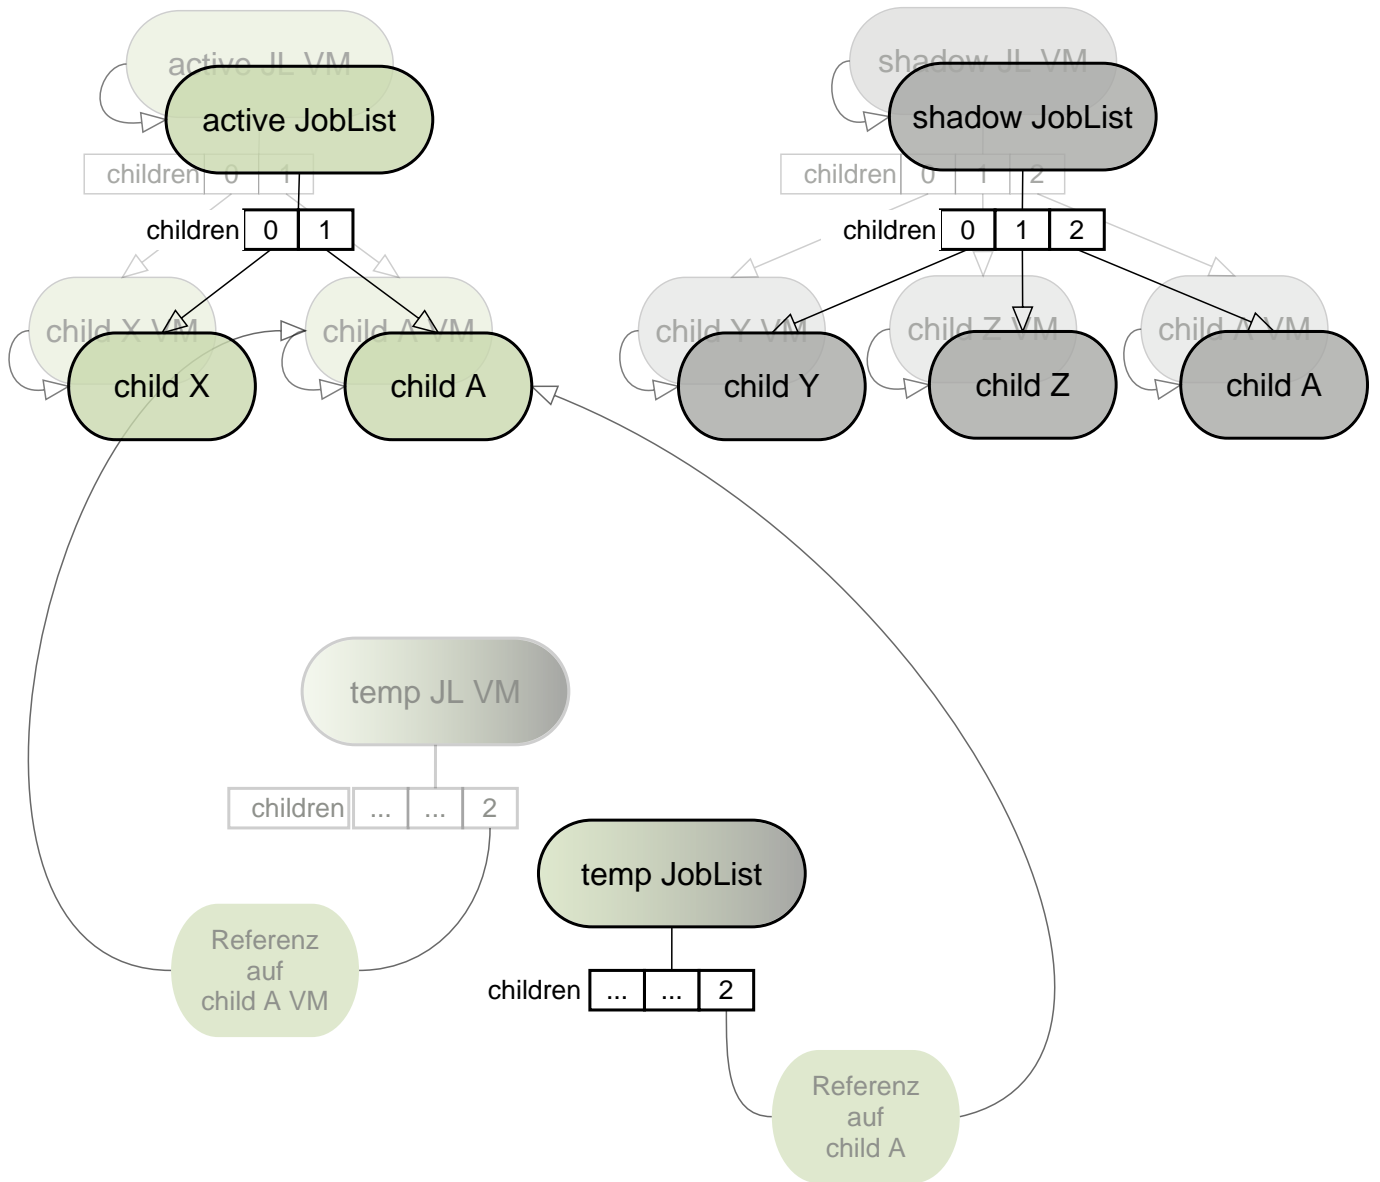 active JL VM
shadow JL VM
active JobList
shadow JobList
children 0 1
children 0 1 2
children 0 1
children 0 1 2
child X VM
child A VM
child Y VM
child Z VM
child A VM
child X
child A
child Y
child Z
child A
temp JL VM
children ... ... 2
temp JobList
Referenz
auf
child A VM
children ... ... 2
Referenz
auf
child A